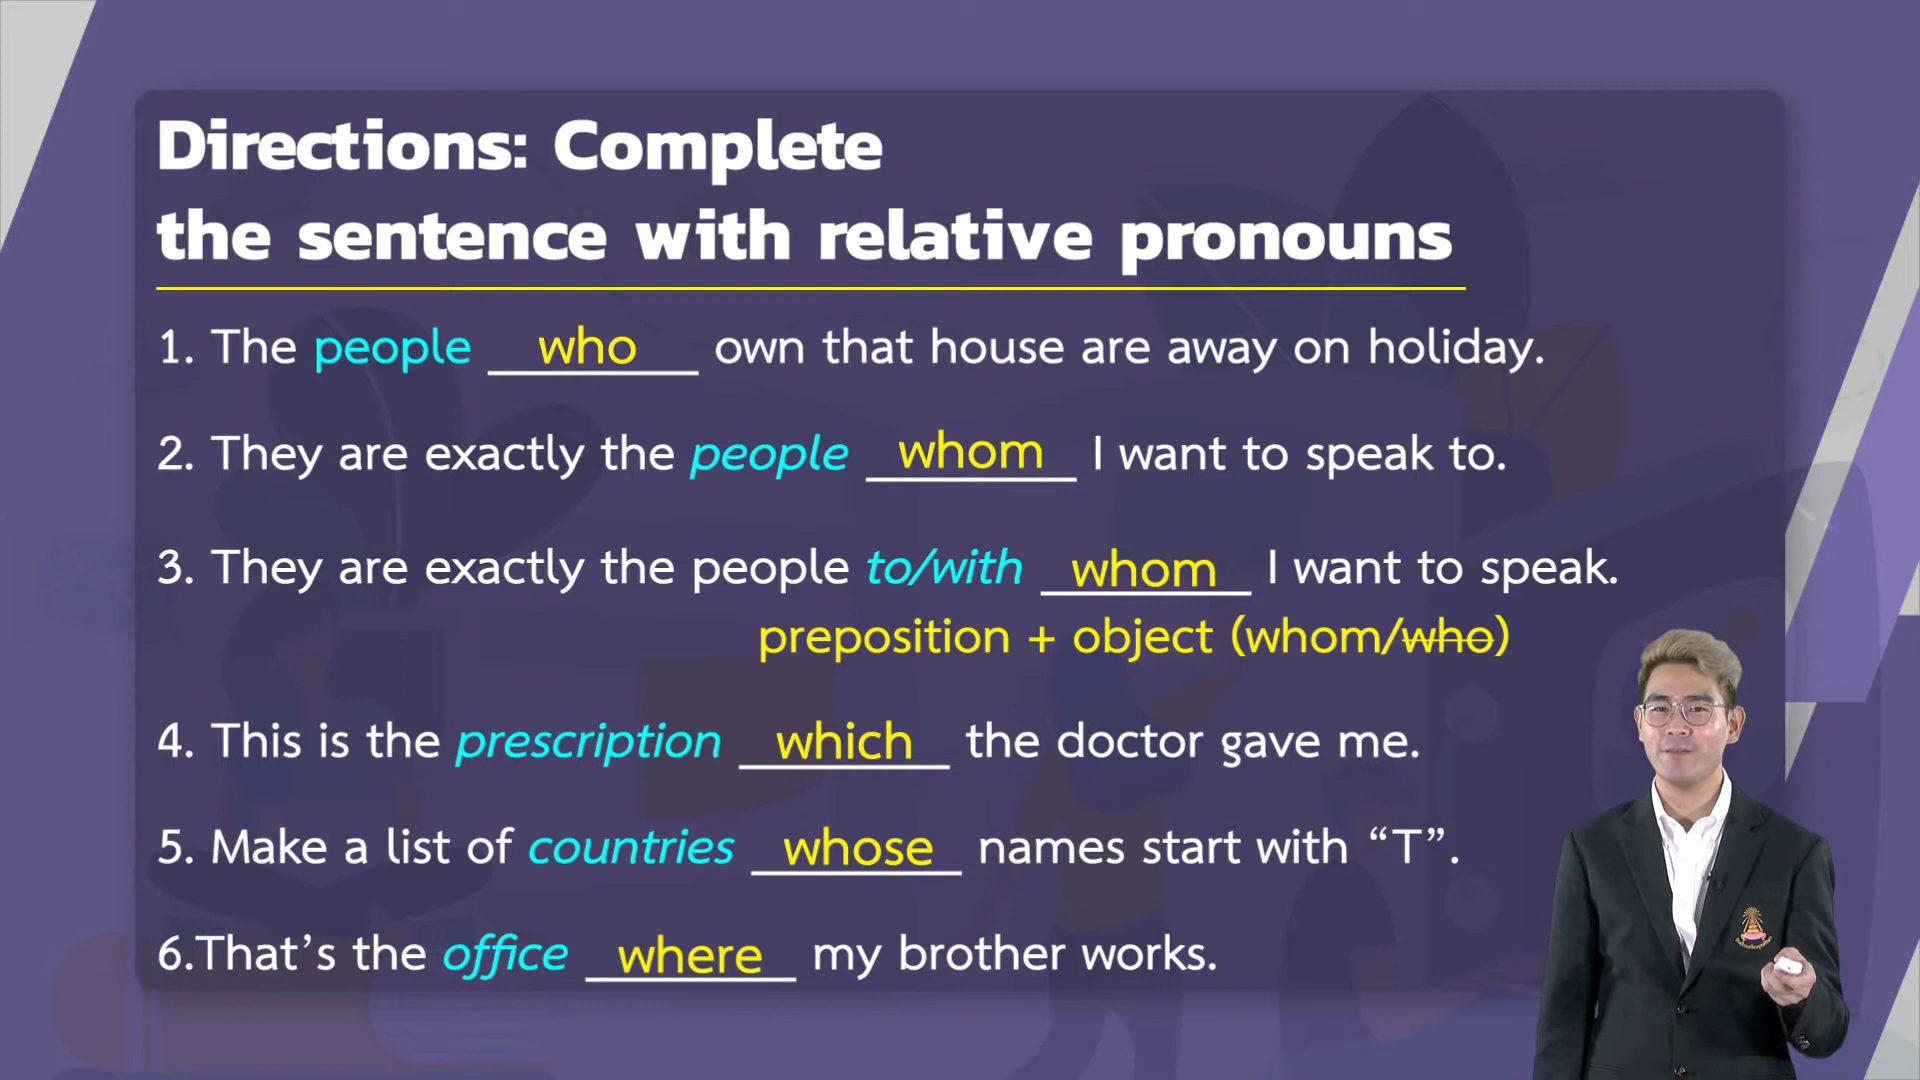 Directions: Complete
the sentence with relative pronouns
1. The people who own that house are away on holiday.
2. They are exactly the people whom I want to speak to.
3. They are exactly the people to/with whom I want to speak.
preposition + object (whom/who)
4. This is the prescription which the doctor gave me.
5. Make a list of countries whose names start with “T”.
6.That’s the office where my brother works.